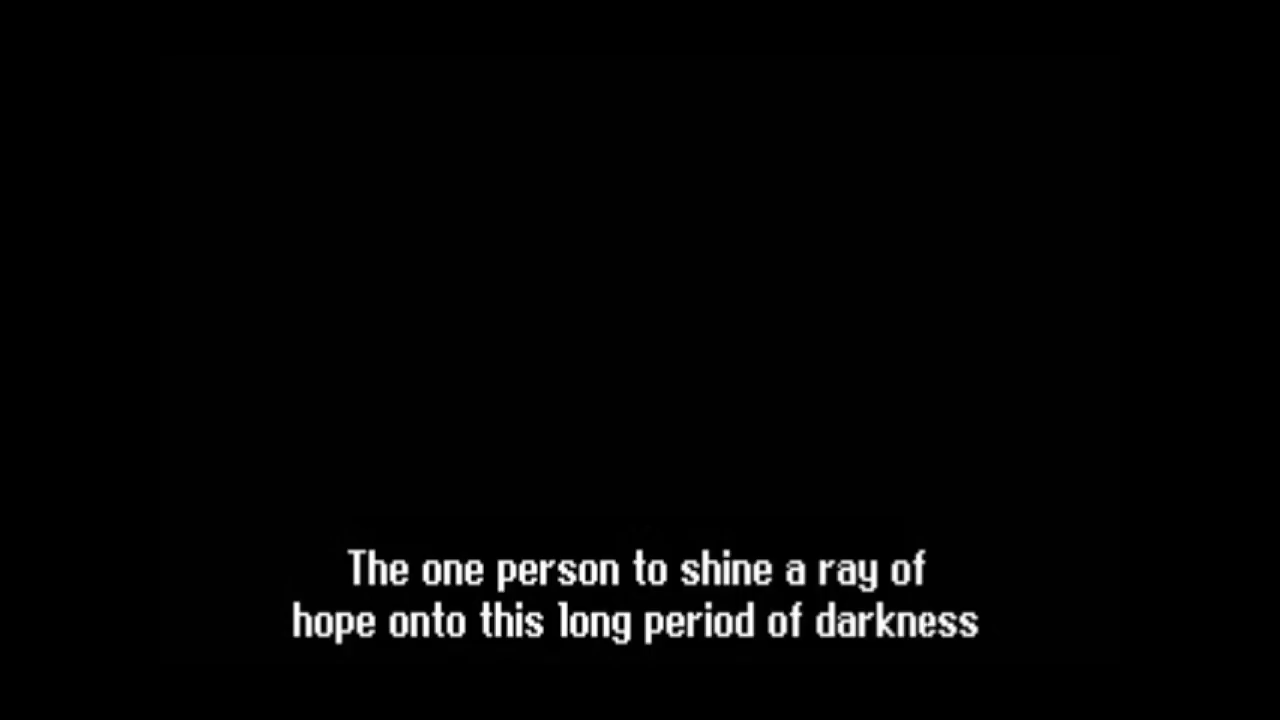 The one person to shine a ray of
hope onto this long period of darkness